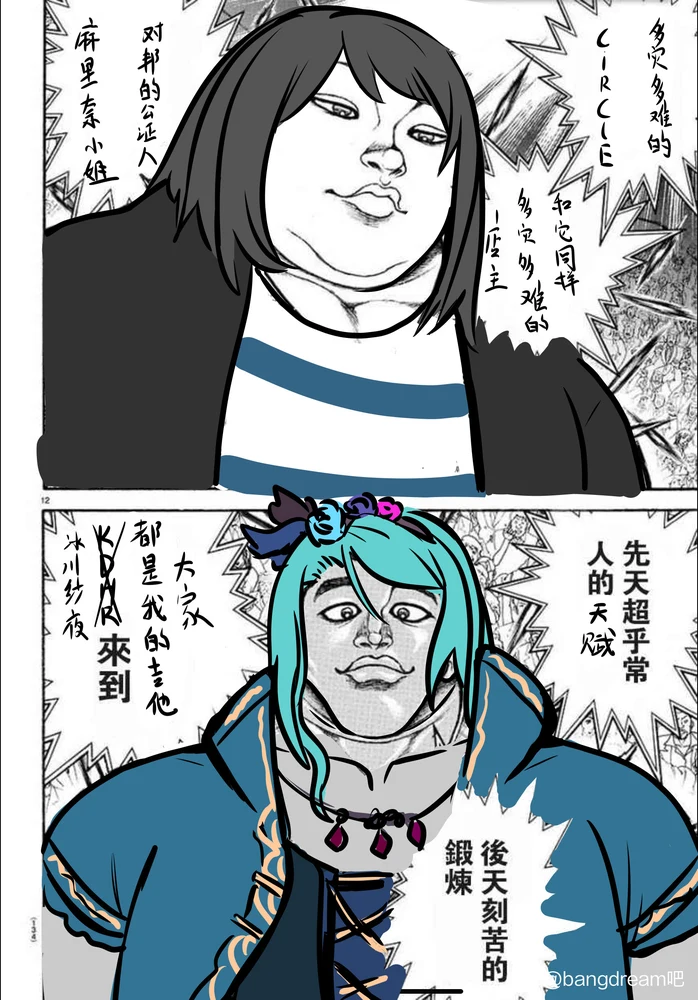 多灾多难的
CiRCLE
和它同样
多灾多难的
店主
对邦的公证人
麻里奈小姐
12
先天超乎常
人的天赋
後天刻苦的
鍛煉
大家
都是我的吉他
來到
冰川纱夜
(134)
@bangdream吧